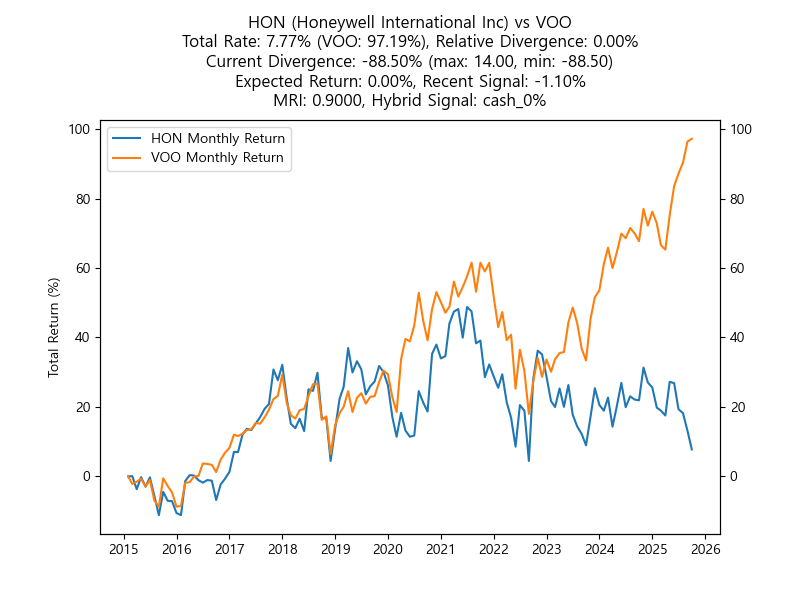 HON (Honeywell International Inc) vs VOO
Total Rate: 7.77% (VOO: 97.19%), Relative Divergence: 0.00%
Current Divergence: -88.50% (max: 14.00, min: -88.50)
Expected Return: 0.00%, Recent Signal: -1.10%
MRI: 0.9000, Hybrid Signal: cash_0%
HON Monthly Return
VOO Monthly Return
Total Return (%)
100
80
60
40
20
0
100
80
60
40
20
0
2015 2016 2017 2018 2019 2020 2021 2022 2023 2024 2025 2026